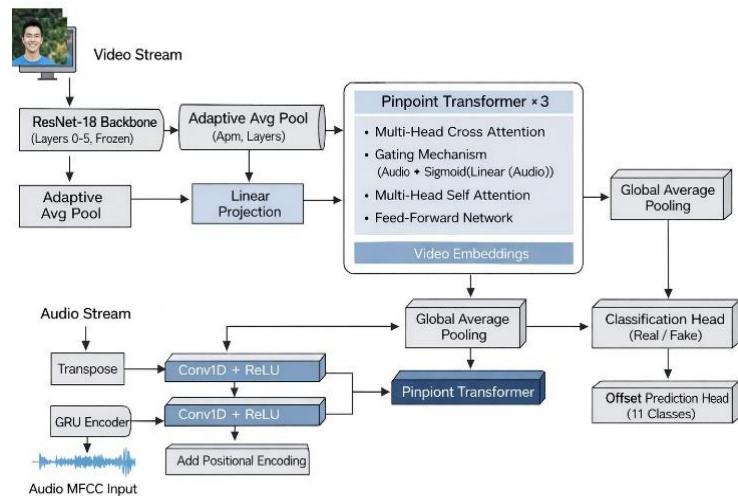 Video Stream
ResNet-18 Backbone
(Layers 0-5, Frozen)
Adaptive Avg Pool
(Apm, Layers)
Adaptive
Avg Pool
Linear
Projection
Pinpoint Transformer × 3
• Multi-Head Cross Attention
• Gating Mechanism
(Audio + Sigmoid(Linear (Audio))
• Multi-Head Self Attention
• Feed-Forward Network
Video Embeddings
Global Average
Pooling
Audio Stream
Transpose
Conv1D + ReLU
GRU Encoder
Conv1D + ReLU
Add Positional Encoding
Audio MFCC Input
Global Average
Pooling
Pinpiont Transformer
Classification Head
(Real / Fake)
Offset Prediction Head
(11 Classes)